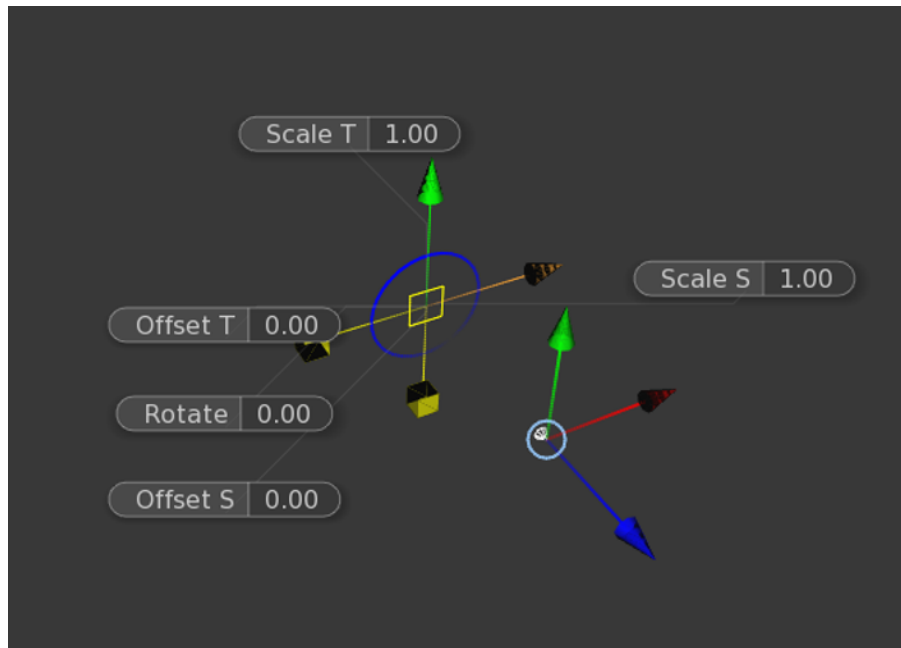 Scale T 1.00
Scale S 1.00
Offset T 0.00
Rotate 0.00
Offset S 0.00